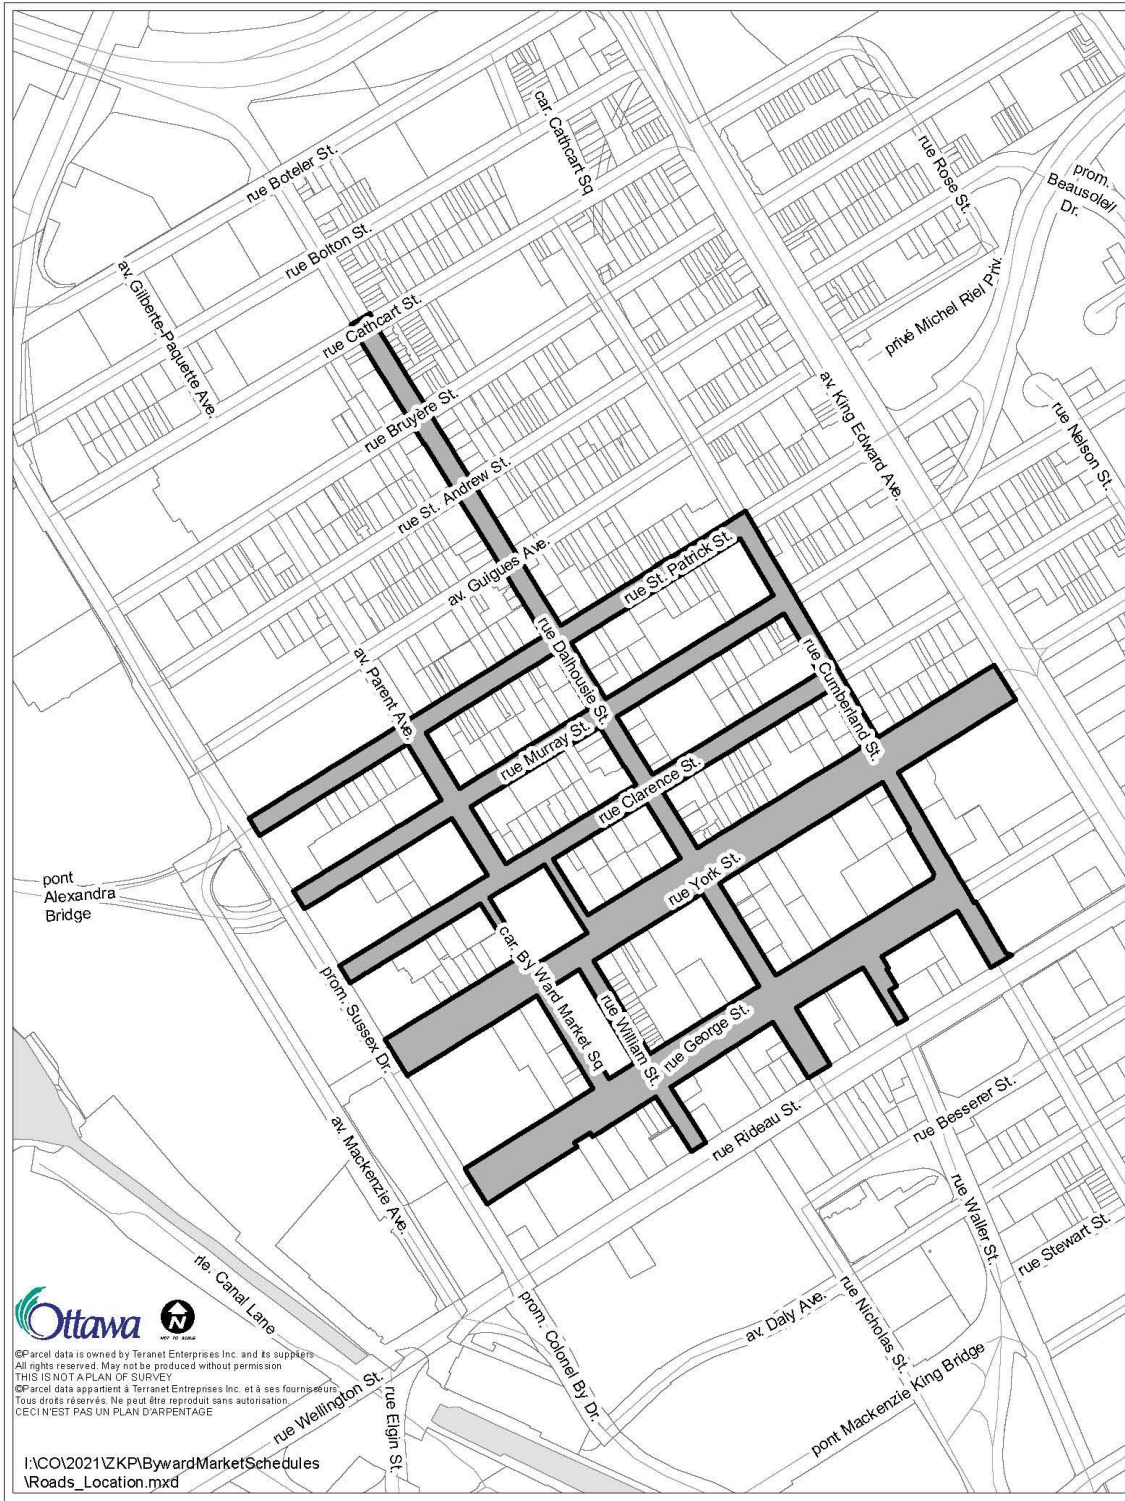 car. Cathcart Sq
rue Rose St.
prom.
Beausoleil
Dr.
rue Boteler St.
rue Bolton St.
av. Gilberte-Paquette Ave.
rue Cathcart St.
privé Michel Riel Priv.
rue Bruyère St.
av. King Edward Ave.
rue Nelson St.
rue St. Andrew St.
av. Guigues Ave.
rue St. Patrick St.
rue Dalhousie St.
av. Parent Ave.
rue Cumberland St.
rue Murray St.
rue Clarence St.
rue York St.
pont
Alexandra
Bridge
car. By Ward Market Sq
prom. Sussex Dr.
rue William St.
rue George St.
rue Rideau St.
rue Besserer St.
av. Mackenzie Ave.
rue Waller St.
rue Stewart St.
rle. Canal Lane
prom. Colonel By Dr.
av. Daly Ave.
rue Nicholas St.
pont Mackenzie King Bridge
rue Wellington St.
rue Elgin St.
Ottawa
N
NOT TO SCALE
©Parcel data is owned by Teranet Enterprises Inc. and its suppliers
All rights reserved. May not be produced without permission
THIS IS NOT A PLAN OF SURVEY
©Parcel data appartient à Terranet Enterprises Inc. et à ses fournisseurs.
Tous droits réservés. Ne peut être reproduit sans autorisation.
CECI N'EST PAS UN PLAN D'ARPENTAGE
I:\CO\2021\ZKP\BywardMarketSchedules
\Roads_Location.mxd